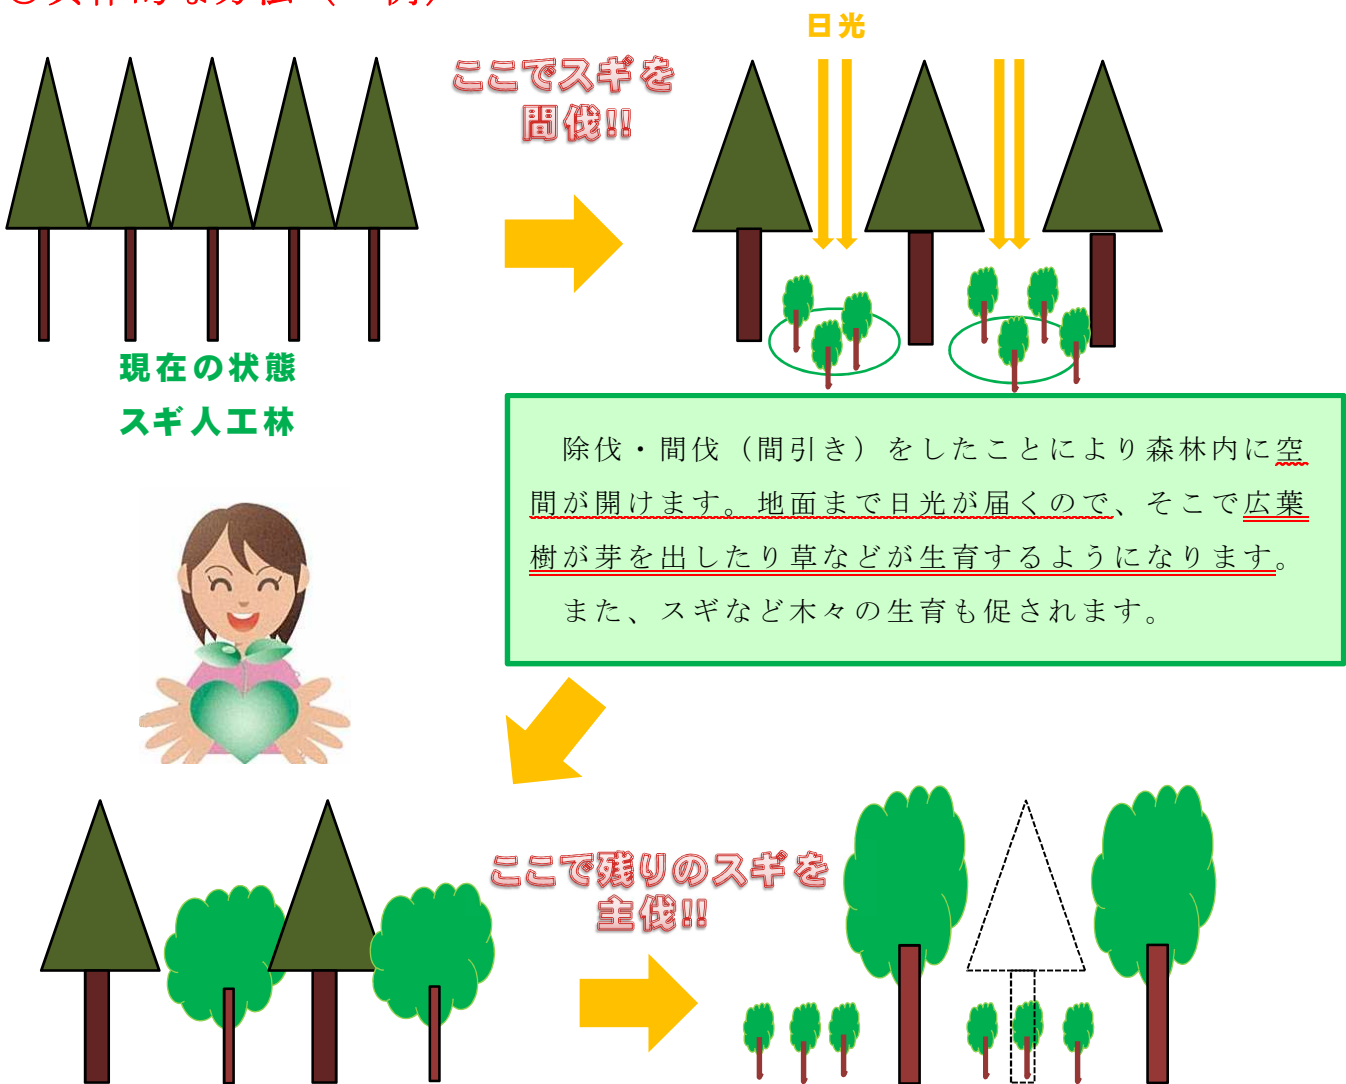 日光
ここでスギを
間伐!!
現在の状態
スギ人工林
　除伐・間伐（間引き）をしたことにより森林内に空
間が開けます。地面まで日光が届くので、そこで広葉
樹が芽を出したり草などが生育するようになります。
　また、スギなど木々の生育も促されます。
ここで残りのスギを
主伐!!